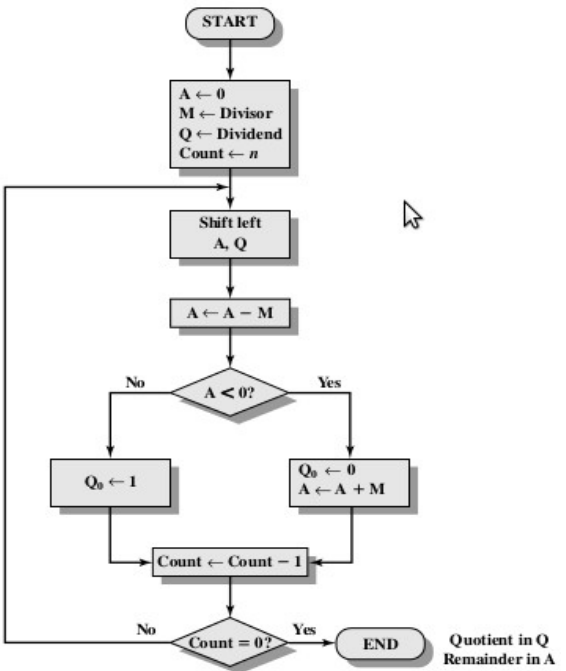 START
A ← 0
M ← Divisor
Q ← Dividend
Count ← n
Shift left
A, Q
A ← A − M
No
A < 0?
Yes
Q₀ ← 1
Q₀ ← 0
A ← A + M
Count ← Count − 1
No
Count = 0?
Yes
END
Quotient in Q
Remainder in A